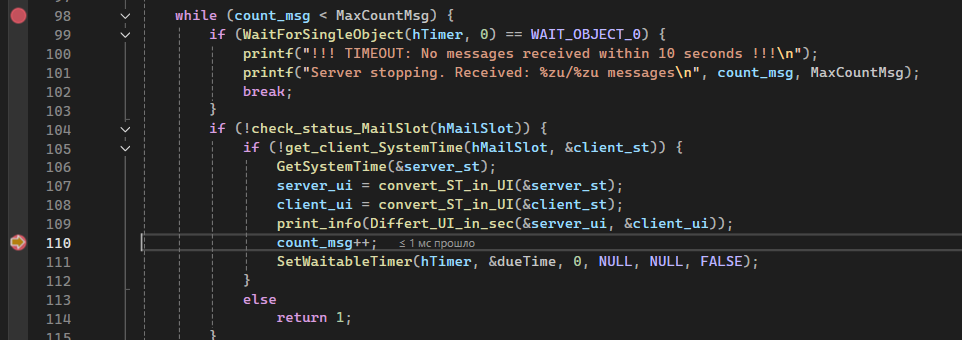 98 while (count_msg < MaxCountMsg) {
99 if (WaitForSingleObject(hTimer, 0) == WAIT_OBJECT_0) {
100 printf("!!! TIMEOUT: No messages received within 10 seconds !!!\n");
101 printf("Server stopping. Received: %zu/%zu messages\n", count_msg, MaxCountMsg);
102 break;
103 }
104 if (!check_status_MailSlot(hMailSlot)) {
105 if (!get_client_SystemTime(hMailSlot, &client_st)) {
106 GetSystemTime(&server_st);
107 server_ui = convert_ST_in_UI(&server_st);
108 client_ui = convert_ST_in_UI(&client_st);
109 print_info(Differt_UI_in_sec(&server_ui, &client_ui));
110 count_msg++; ≤ 1 мс прошло
111 SetWaitableTimer(hTimer, &dueTime, 0, NULL, NULL, FALSE);
112 }
113 else
114 return 1;
115 }